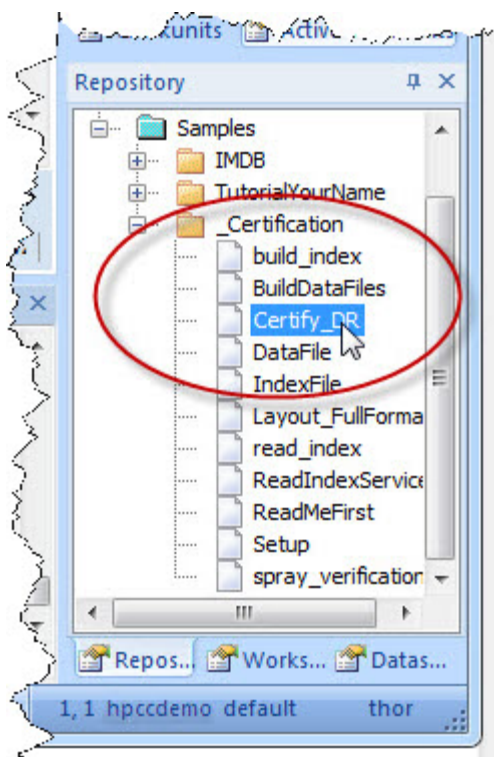 Repository
Samples
IMDB
TutorialYourName
_Certification
build_index
BuildDataFiles
Certify_DR
DataFile
IndexFile
Layout_FullForma
read_index
ReadIndexService
ReadMeFirst
Setup
spray_verification
Repos... Works... Datas...
1, 1 hpccdemo default thor